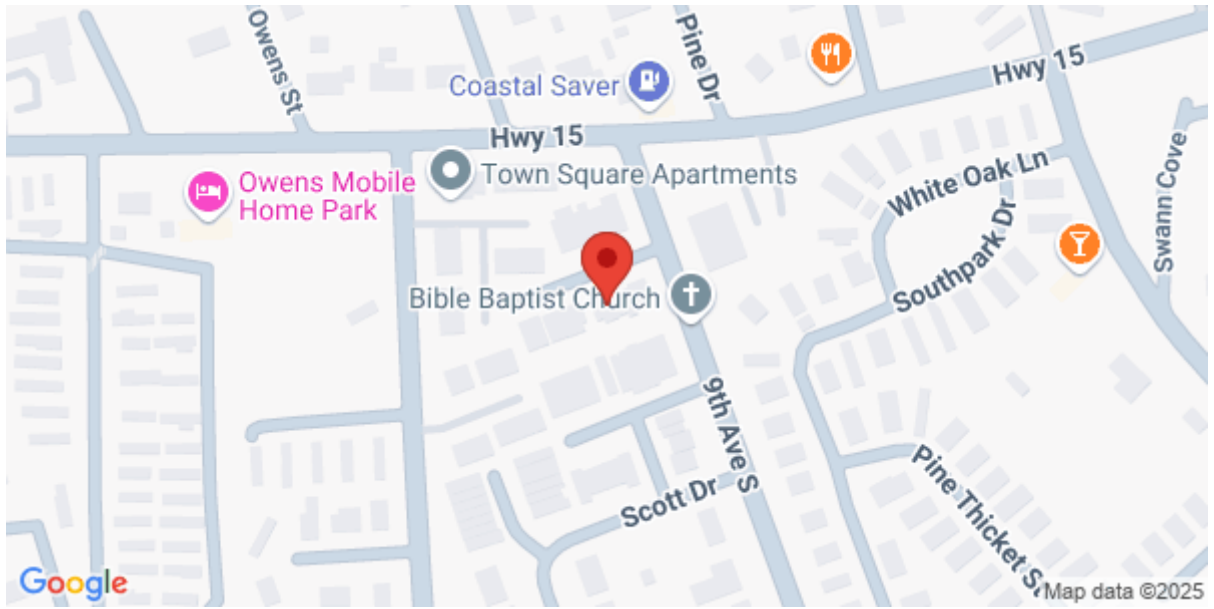 Owens St
Pine Dr
Coastal Saver
Hwy 15
Hwy 15
Town Square Apartments
Owens Mobile
Home Park
White Oak Ln
Swann Cove
Southpark Dr
Bible Baptist Church
9th Ave S
Scott Dr
Pine Thicket St
Google
Map data ©2025